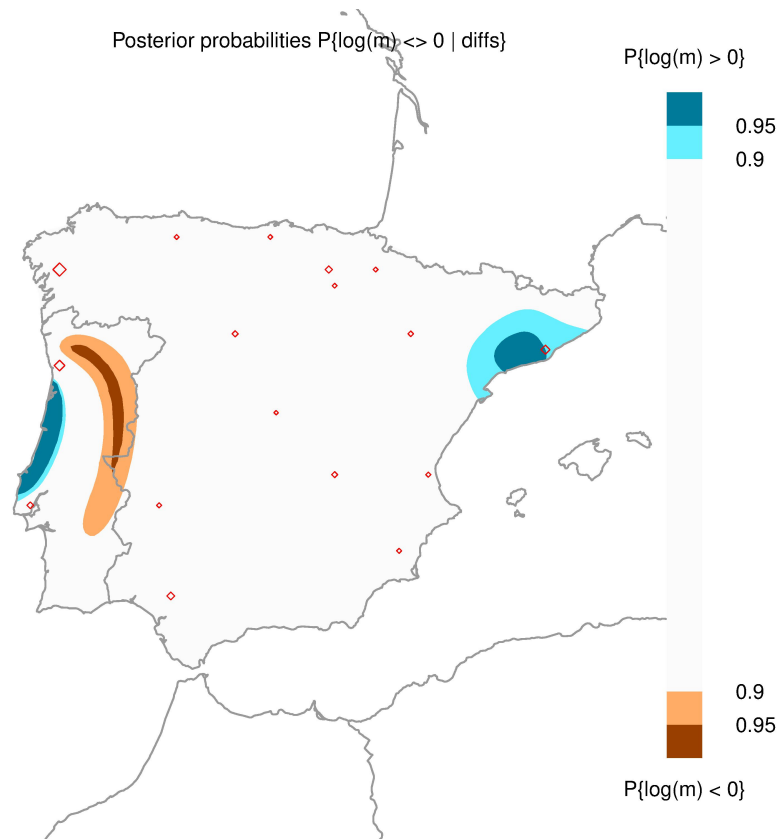 Posterior probabilities P{log(m) <> 0 | diffs}
P{log(m) > 0}
0.95
0.9
0.9
0.95
P{log(m) < 0}